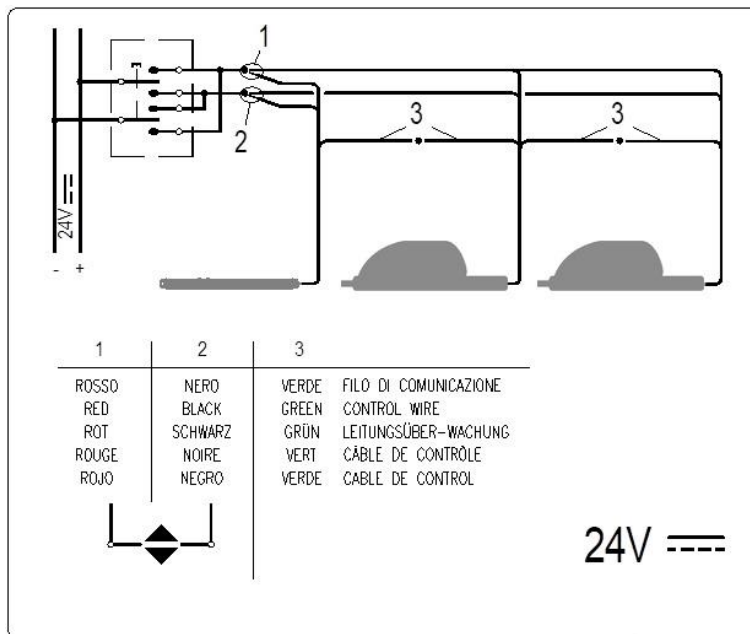 1
2
3 3
24V
- +
1 2 3
ROSSO NERO VERDE FILO DI COMUNICAZIONE
RED BLACK GREEN CONTROL WIRE
ROT SCHWARZ GRÜN LEITUNGSÜBER-WACHUNG
ROUGE NOIRE VERT CÂBLE DE CONTRÔLE
ROJO NEGRO VERDE CABLE DE CONTROL
24V